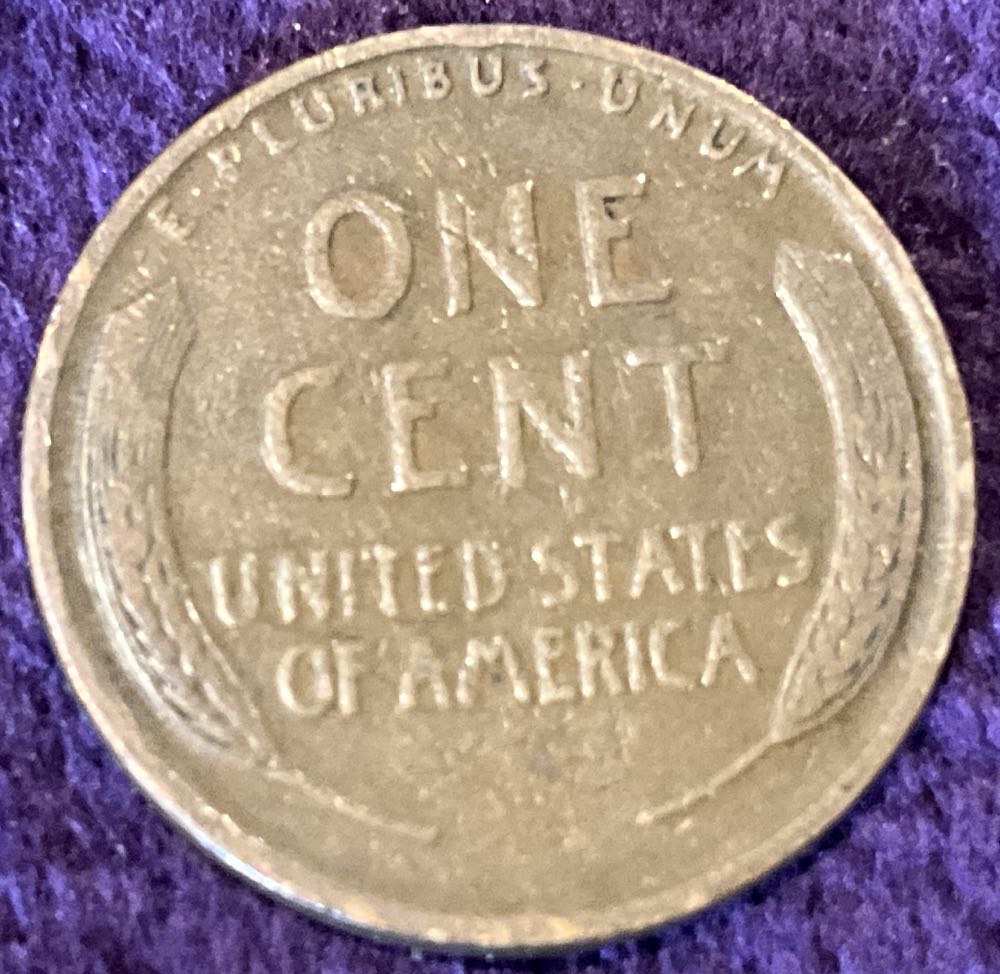 E·PLURIBUS·UNUM
ONE
CENT
UNITED·STATES
OF·AMERICA